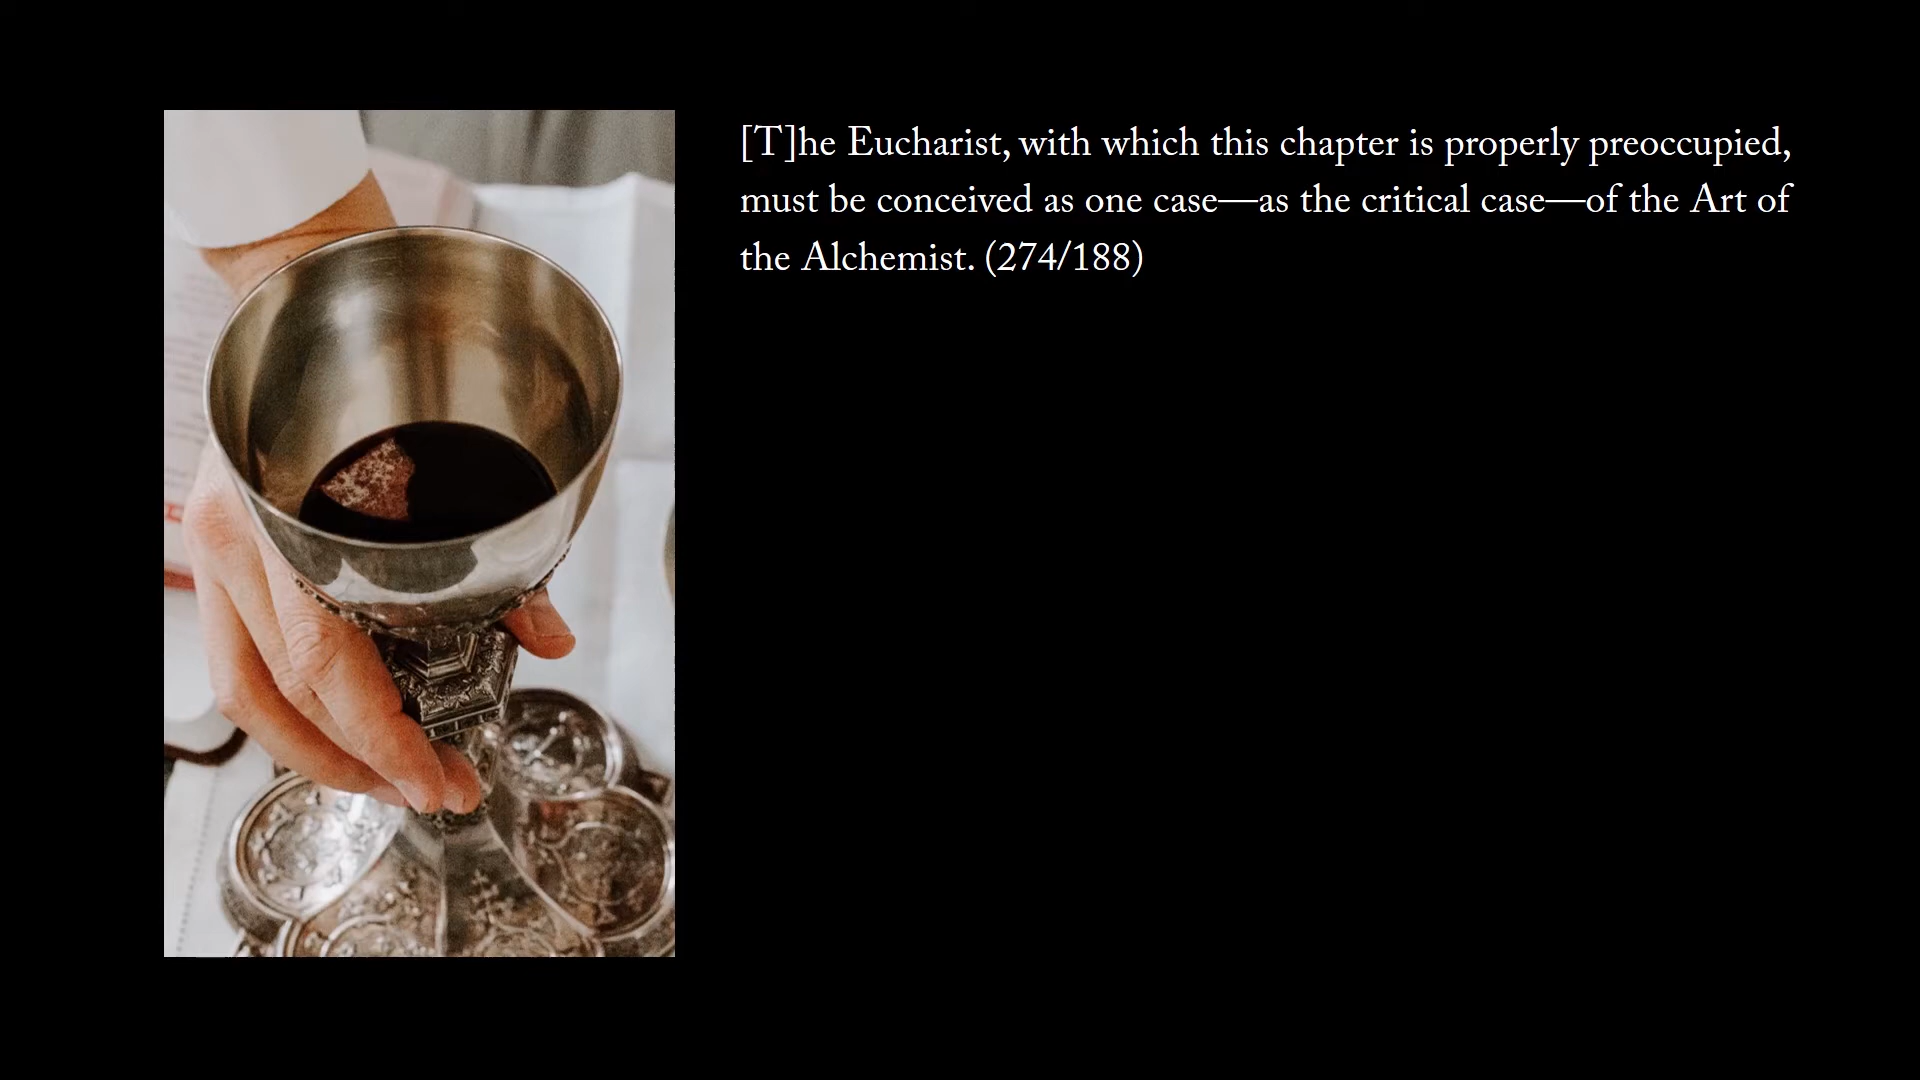 [T]he Eucharist, with which this chapter is properly preoccupied,
must be conceived as one case—as the critical case—of the Art of
the Alchemist. (274/188)